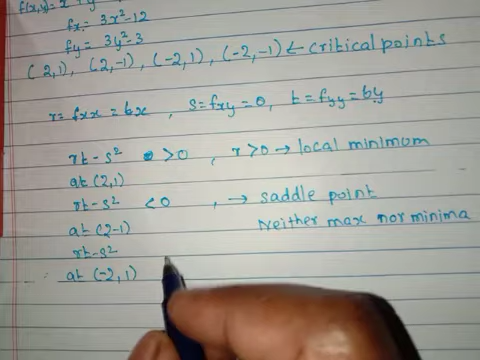 f(x,y) = x + y
fx = 3x²-12
fy = 3y²-3
(2,1), (2,-1), (-2,1), (-2,-1) ← critical points
r = fxx = 6x, s = fxy = 0, t = fyy = 6y
rt - s² > 0, r > 0 → local minimum
at (2,1)
rt - s² < 0, → saddle point
at (2-1) Neither max nor minima
rt - s²
at (-2,1)